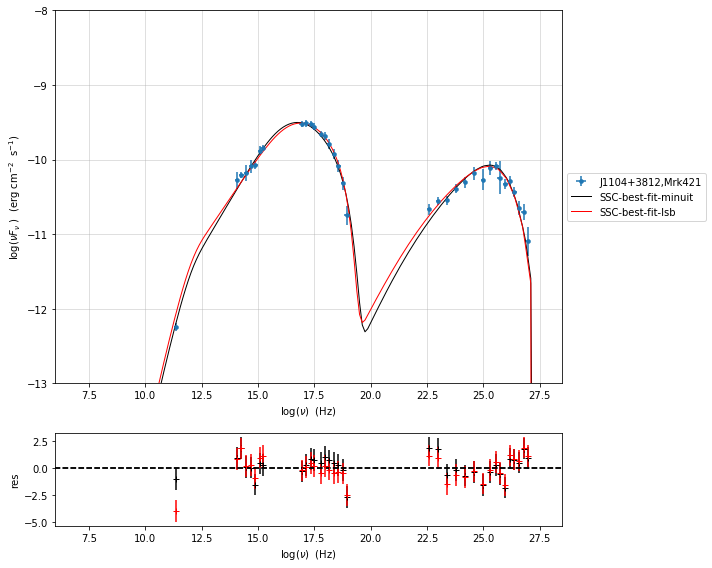 −8
−9
−10
−11
−12
−13
log(νFν ) (erg cm−2 s−1)
7.5 10.0 12.5 15.0 17.5 20.0 22.5 25.0 27.5
log(ν) (Hz)
J1104+3812,Mrk421
SSC-best-fit-minuit
SSC-best-fit-lsb
2.5
0.0
−2.5
−5.0
res
7.5 10.0 12.5 15.0 17.5 20.0 22.5 25.0 27.5
log(ν) (Hz)